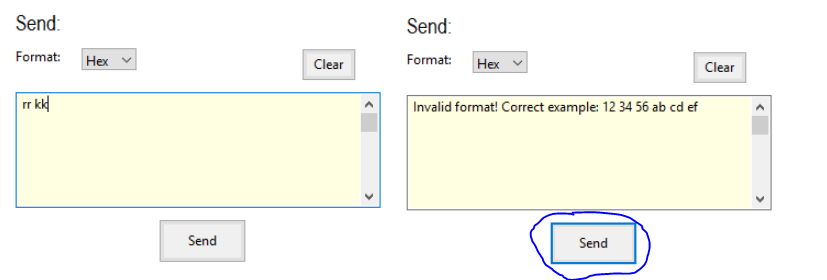 Send:
Format: Hex
Clear
rr kk
Send
Send:
Format: Hex
Clear
Invalid format! Correct example: 12 34 56 ab cd ef
Send